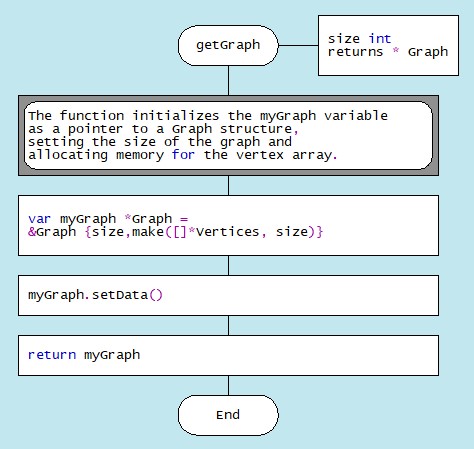 getGraph
size int
returns * Graph
The function initializes the myGraph variable
as a pointer to a Graph structure,
setting the size of the graph and
allocating memory for the vertex array.
var myGraph *Graph =
&Graph {size,make([]*Vertices, size)}
myGraph.setData()
return myGraph
End